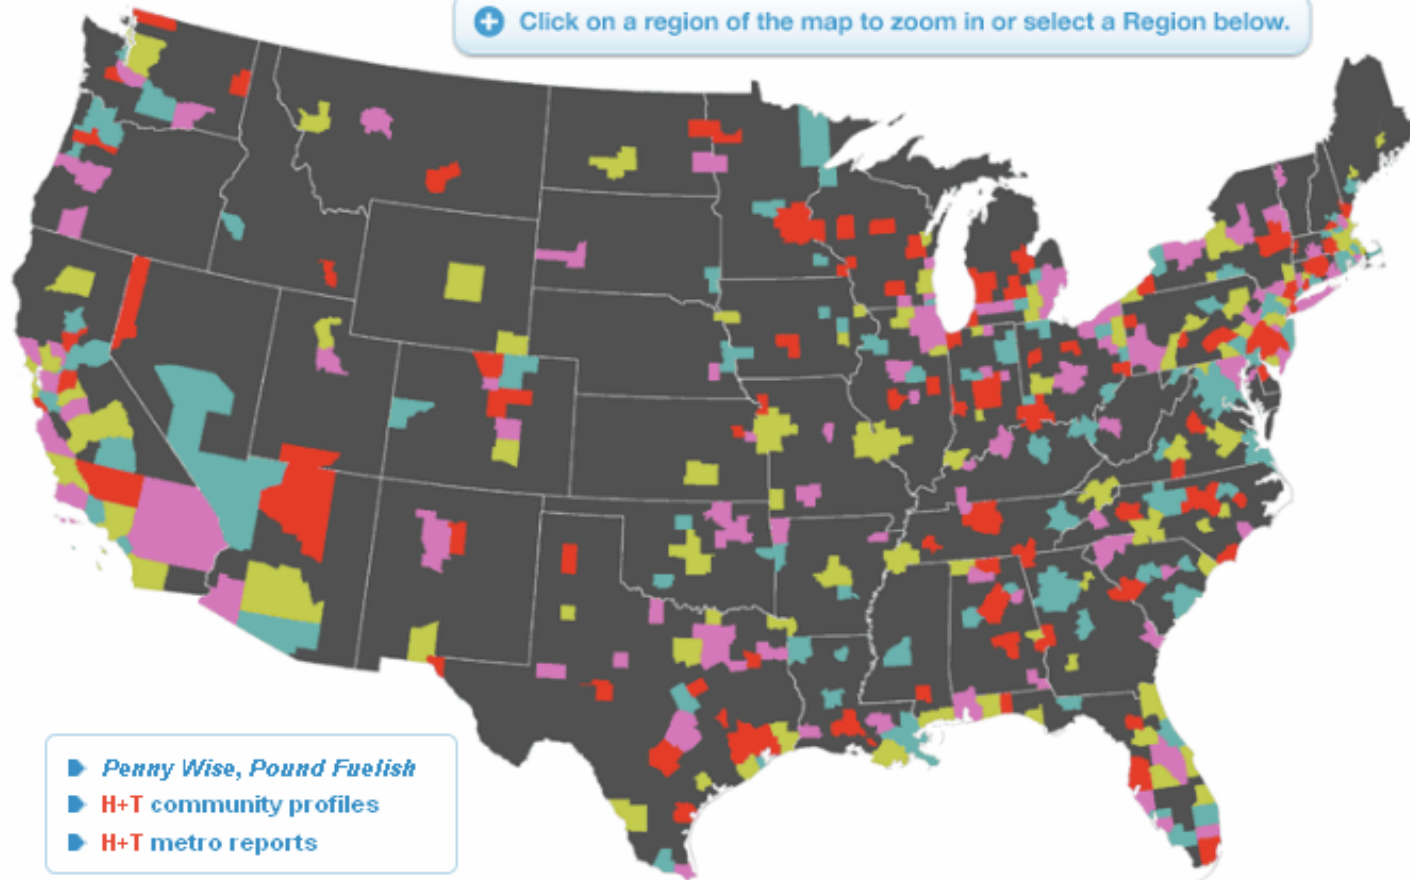 Click on a region of the map to zoom in or select a Region below.
Penny Wise, Pound Fuelish
H+T community profiles
H+T metro reports